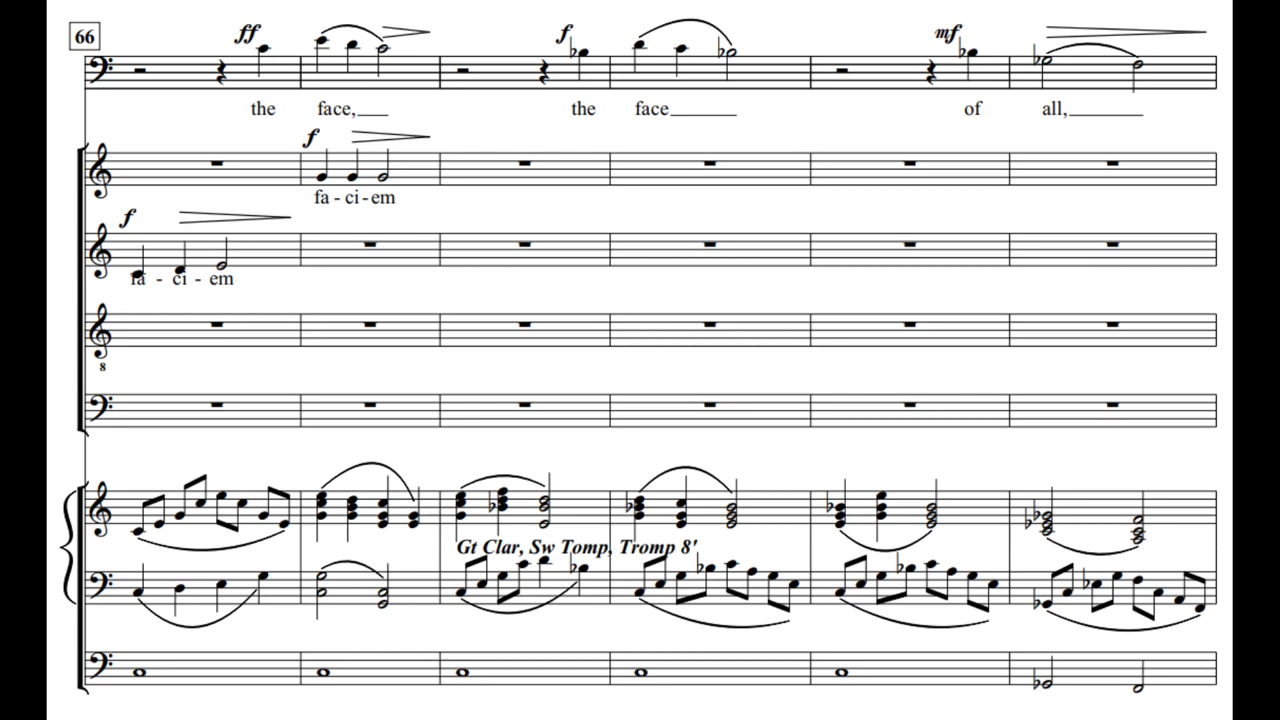 66
ff
f
mf
the face, the face of all,
f
fa - ci - em
f
fa - ci - em
8
Gt Clar, Sw Tomp, Tromp 8'